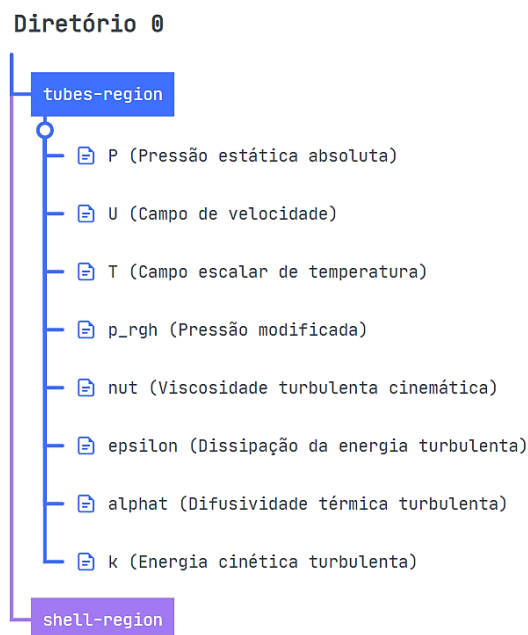 Diretório 0
tubes-region
P (Pressão estática absoluta)
U (Campo de velocidade)
T (Campo escalar de temperatura)
p_rgh (Pressão modificada)
nut (Viscosidade turbulenta cinemática)
epsilon (Dissipação da energia turbulenta)
alphat (Difusividade térmica turbulenta)
k (Energia cinética turbulenta)
shell-region